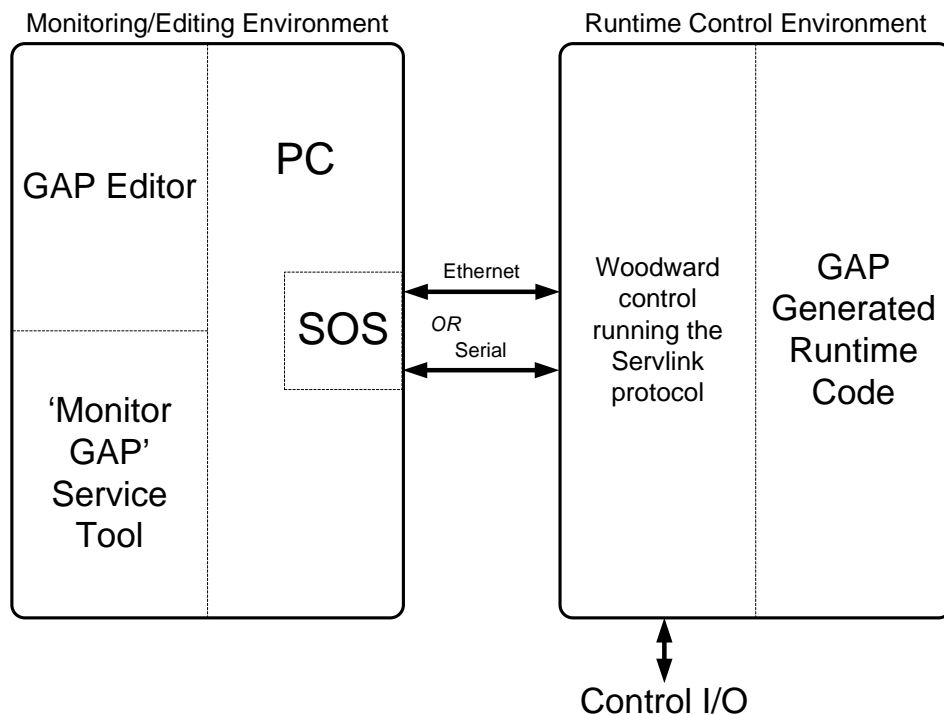 Monitoring/Editing Environment
Runtime Control Environment
GAP Editor
PC
SOS
‘Monitor
GAP’
Service
Tool
Ethernet
OR
Serial
Woodward
control
running the
Servlink
protocol
GAP
Generated
Runtime
Code
Control I/O